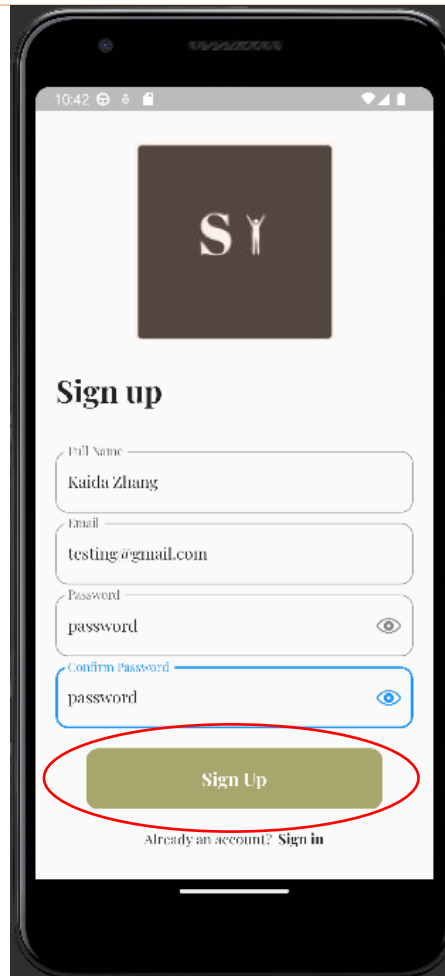 10:42
S
Sign up
Full Name
Kaida Zhang
Email
testing@gmail.com
Password
password
Confirm Password
password
Sign Up
Already an account? Sign in